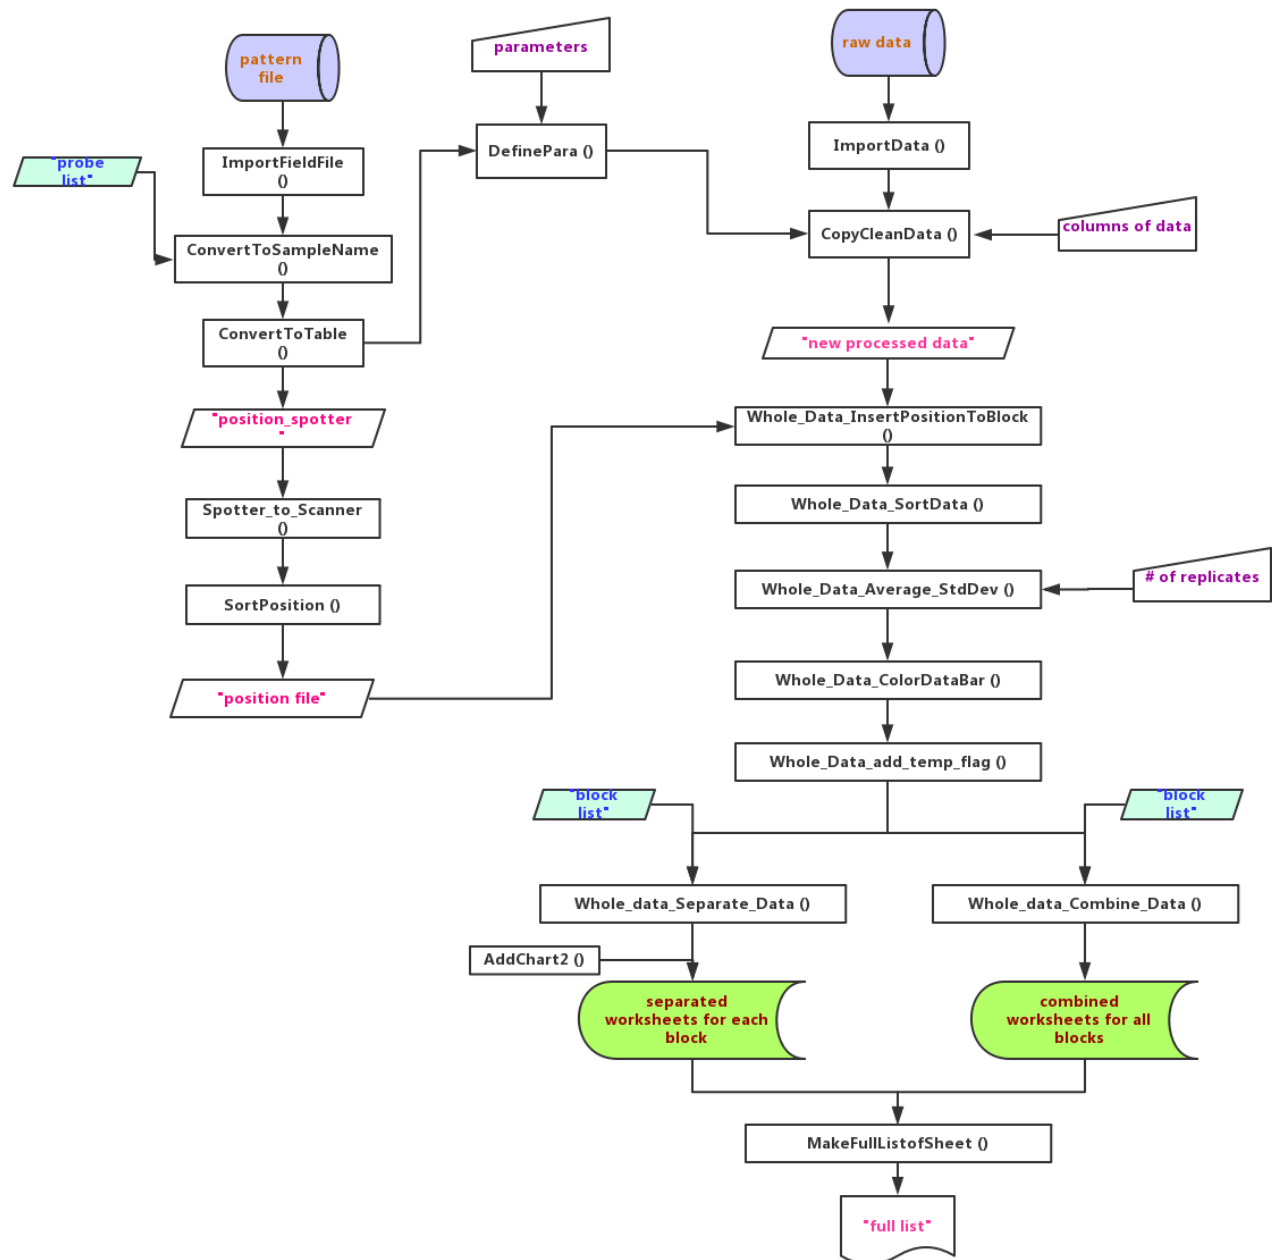 pattern
file
parameters
raw data
"probe
list"
ImportFieldFile
()
DefinePara ()
ImportData ()
ConvertToSampleName
()
CopyCleanData ()
columns of data
ConvertToTable
()
"new processed data"
"position_spotter
"
Whole_Data_InsertPositionToBlock
()
Spotter_to_Scanner
()
Whole_Data_SortData ()
SortPosition ()
Whole_Data_Average_StdDev ()
# of replicates
"position file"
Whole_Data_ColorDataBar ()
Whole_Data_add_temp_flag ()
"block
list"
"block
list"
Whole_data_Separate_Data ()
Whole_data_Combine_Data ()
AddChart2 ()
separated
worksheets for each
block
combined
worksheets for all
blocks
MakeFullListofSheet ()
"full list"